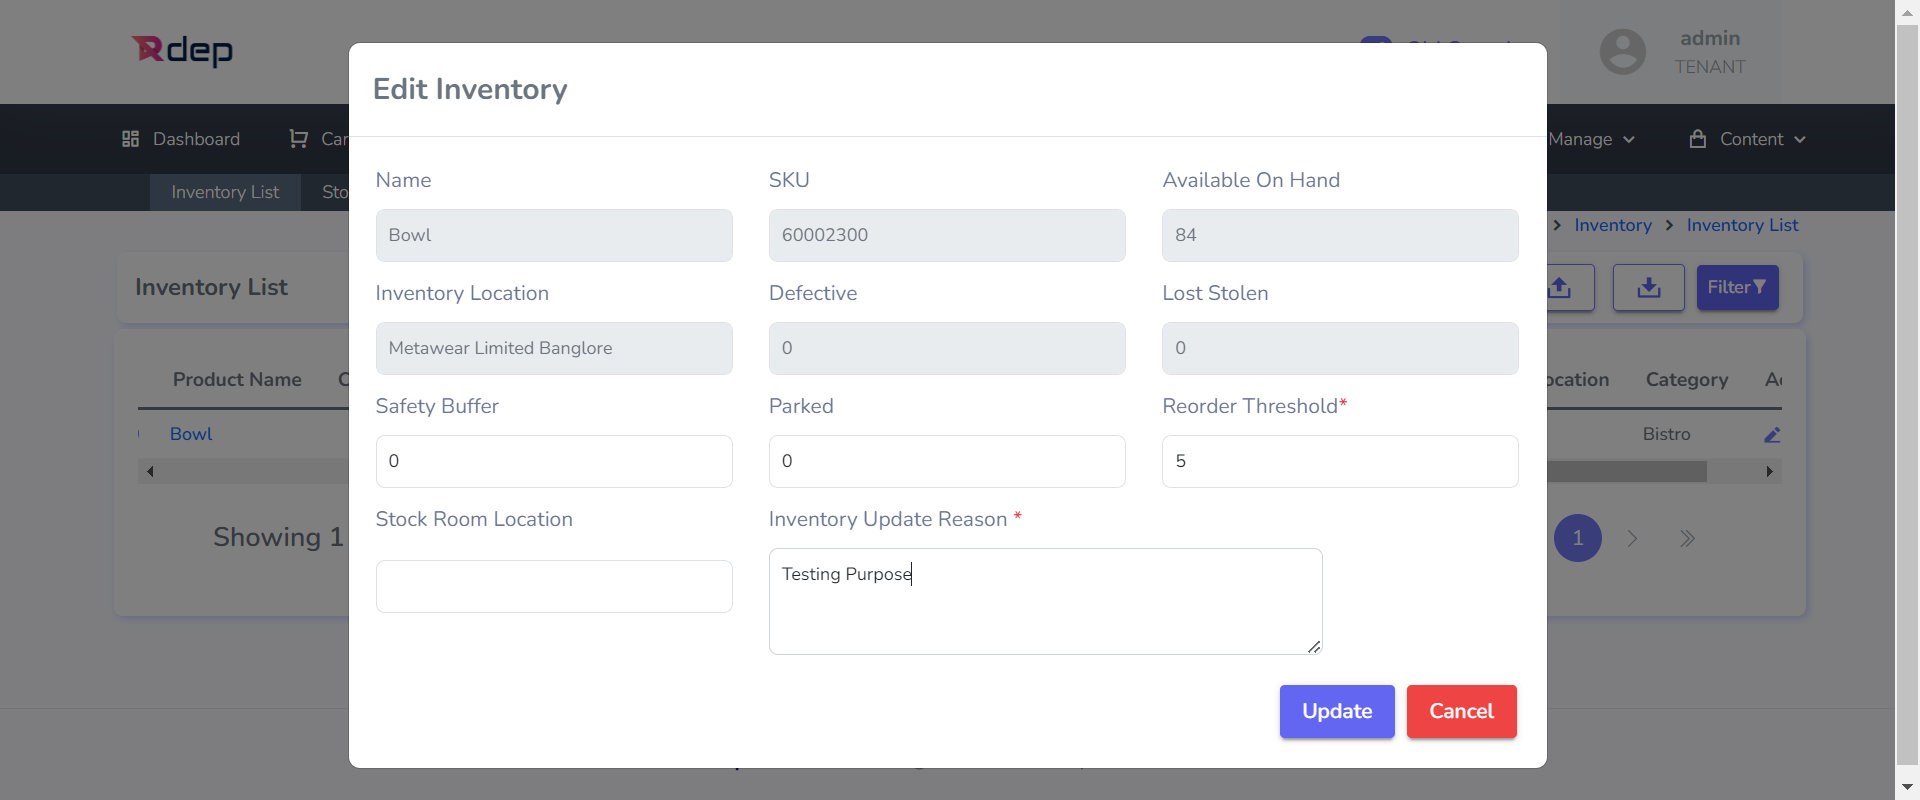 Rdep
admin
TENANT
Edit Inventory
Dashboard
Manage
Content
Inventory List
Inventory
Inventory List
Name
SKU
Available On Hand
Bowl
60002300
84
Inventory List
Filter
Inventory Location
Defective
Lost Stolen
Metawear Limited Banglore
0
0
Product Name
Category
Safety Buffer
Parked
Reorder Threshold*
Bowl
Bistro
0
0
5
Stock Room Location
Inventory Update Reason *
Showing 1
1
Testing Purpose
Update
Cancel